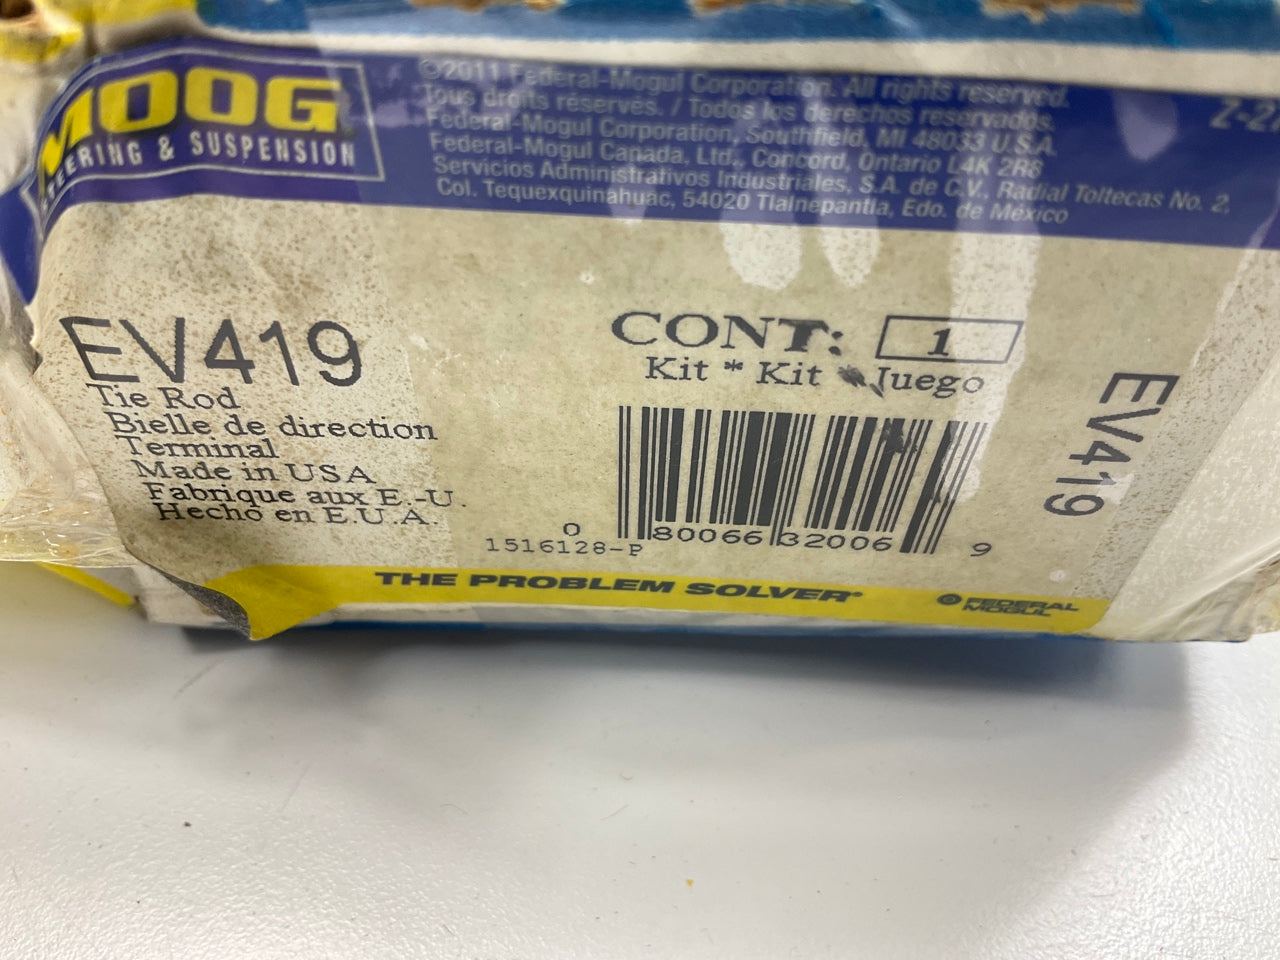 MOOG
STEERING & SUSPENSION
©2011 Federal-Mogul Corporation. All rights reserved.
Tous droits réservés. / Todos los derechos reservados.
Federal-Mogul Corporation, Southfield, MI 48033 U.S.A.
Federal-Mogul Canada, Ltd., Concord, Ontario L4K 2R8
Servicios Administrativos Industriales, S.A. de C.V., Radial Toltecas No. 2,
Col. Tequexquinahuac, 54020 Tlalnepantla, Edo. de México
EV419
Tie Rod
Bielle de direction
Terminal
Made in USA
Fabrique aux E.-U.
Hecho en E.U.A.
CONT: 1
Kit * Kit * Juego
0 80066 32006 9
1516128-P
EV419
THE PROBLEM SOLVER®
FEDERAL
MOGUL